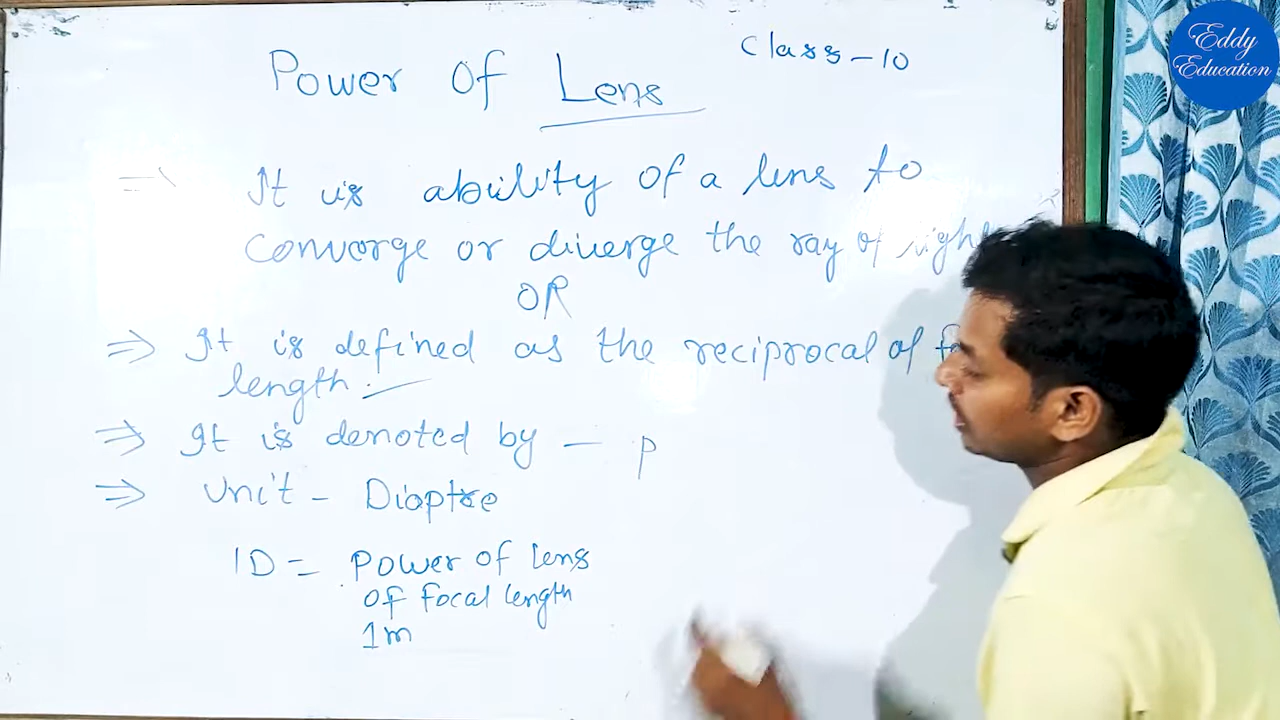 Class-10
Power Of Lens
⇒ It is ability of a lens to
converge or diverge the ray of light
OR
⇒ It is defined as the reciprocal of
length.
⇒ It is denoted by - p
⇒ Unit - Dioptre
1D = Power of lens
of focal length
1m
Eddy
Education